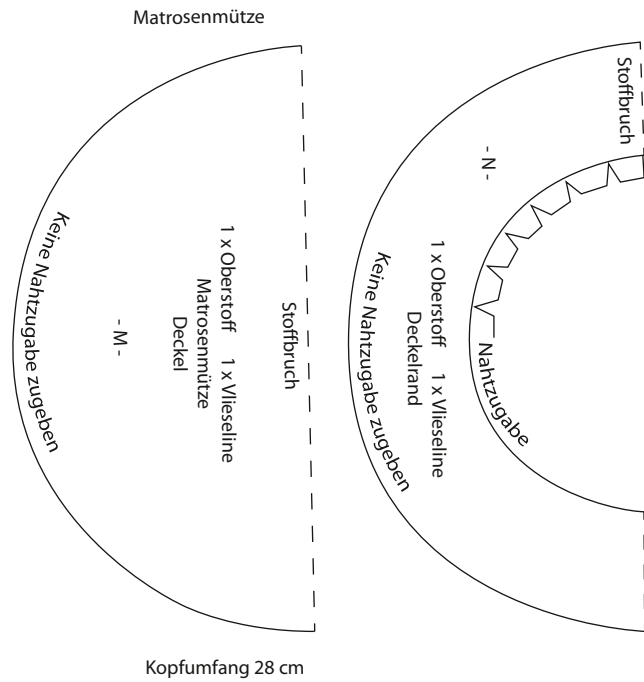 Matrosenmütze
Stoffbruch
1 x Oberstoff 1 x Vlieseline
Matrosenmütze
Deckel
- M -
Keine Nahtzugabe zugeben
Stoffbruch
- N -
1 x Oberstoff 1 x Vlieseline
Deckelrand
Keine Nahtzugabe zugeben
Nahtzugabe
Kopfumfang 28 cm